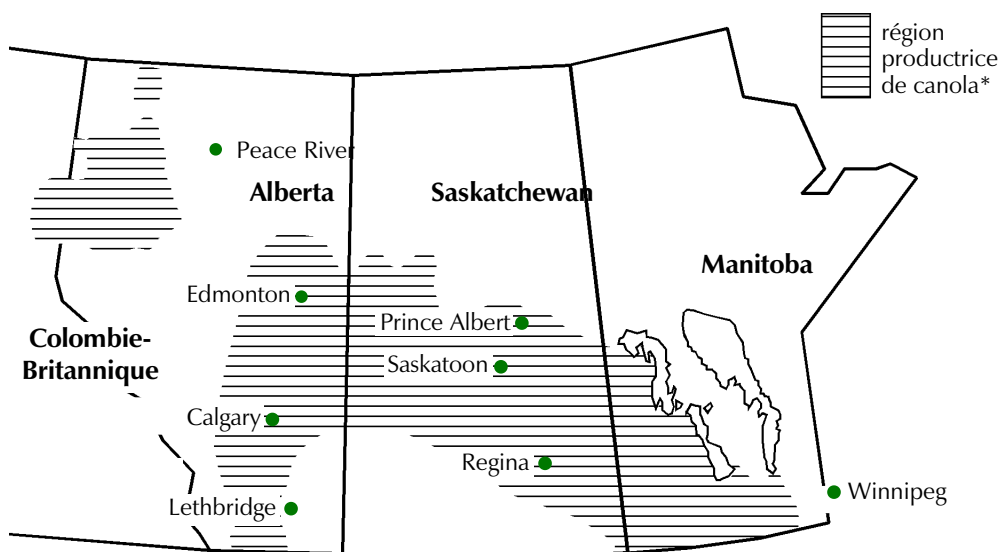 région
productrice
de canola*
Peace River
Alberta
Saskatchewan
Manitoba
Edmonton
Prince Albert
Colombie-
Britannique
Saskatoon
Calgary
Regina
Lethbridge
Winnipeg